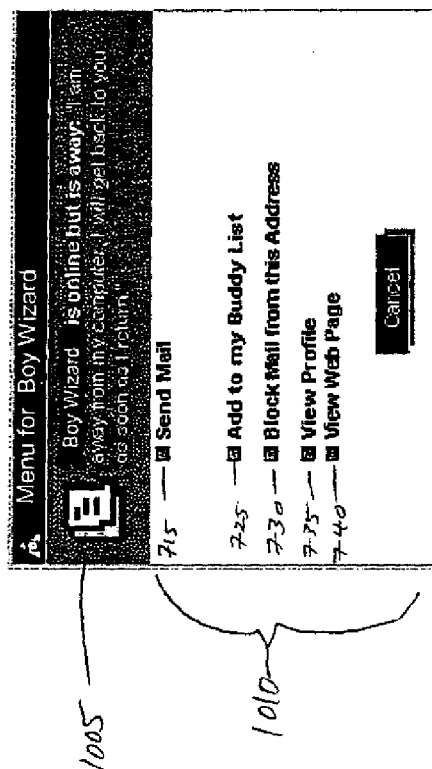 Menu for Boy Wizard
Boy Wizard is online but is away: "I am
away from my computer. I will get back to you
as soon as I return."
715 Send Mail
725 Add to my Buddy List
730 Block Mail from this Address
735 View Profile
740 View Web Page
Cancel
1005
1010